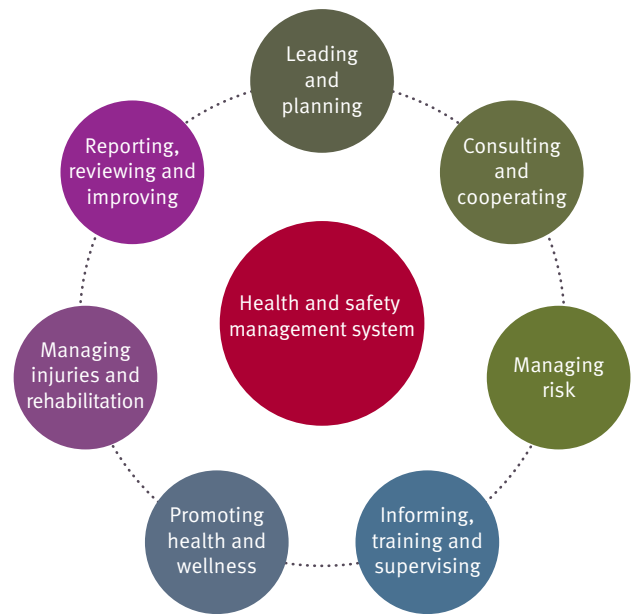 Leading
and
planning
Consulting
and
cooperating
Managing
risk
Informing,
training and
supervising
Promoting
health and
wellness
Managing
injuries and
rehabilitation
Reporting,
reviewing and
improving
Health and safety
management system